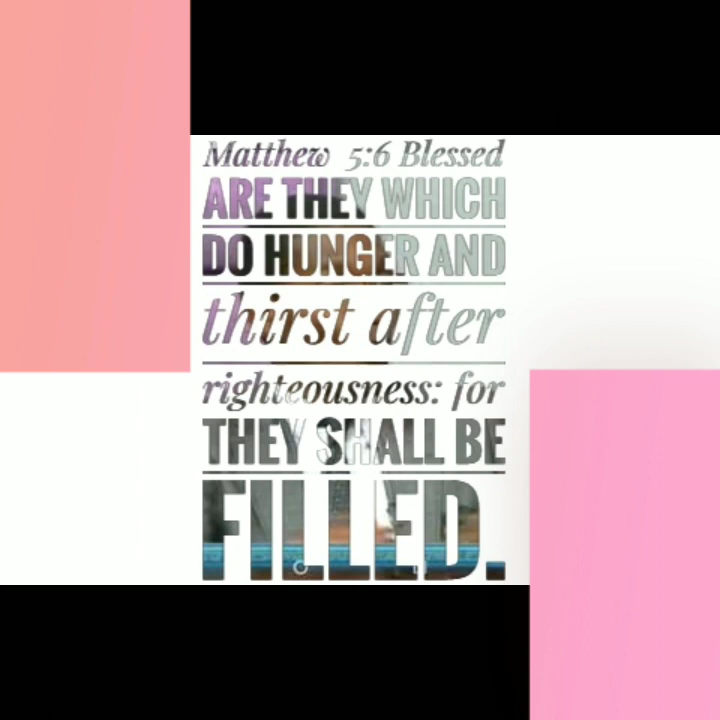 Matthew 5:6 Blessed
ARE THEY WHICH
DO HUNGER AND
thirst after
righteousness: for
THEY SHALL BE
FILLED.